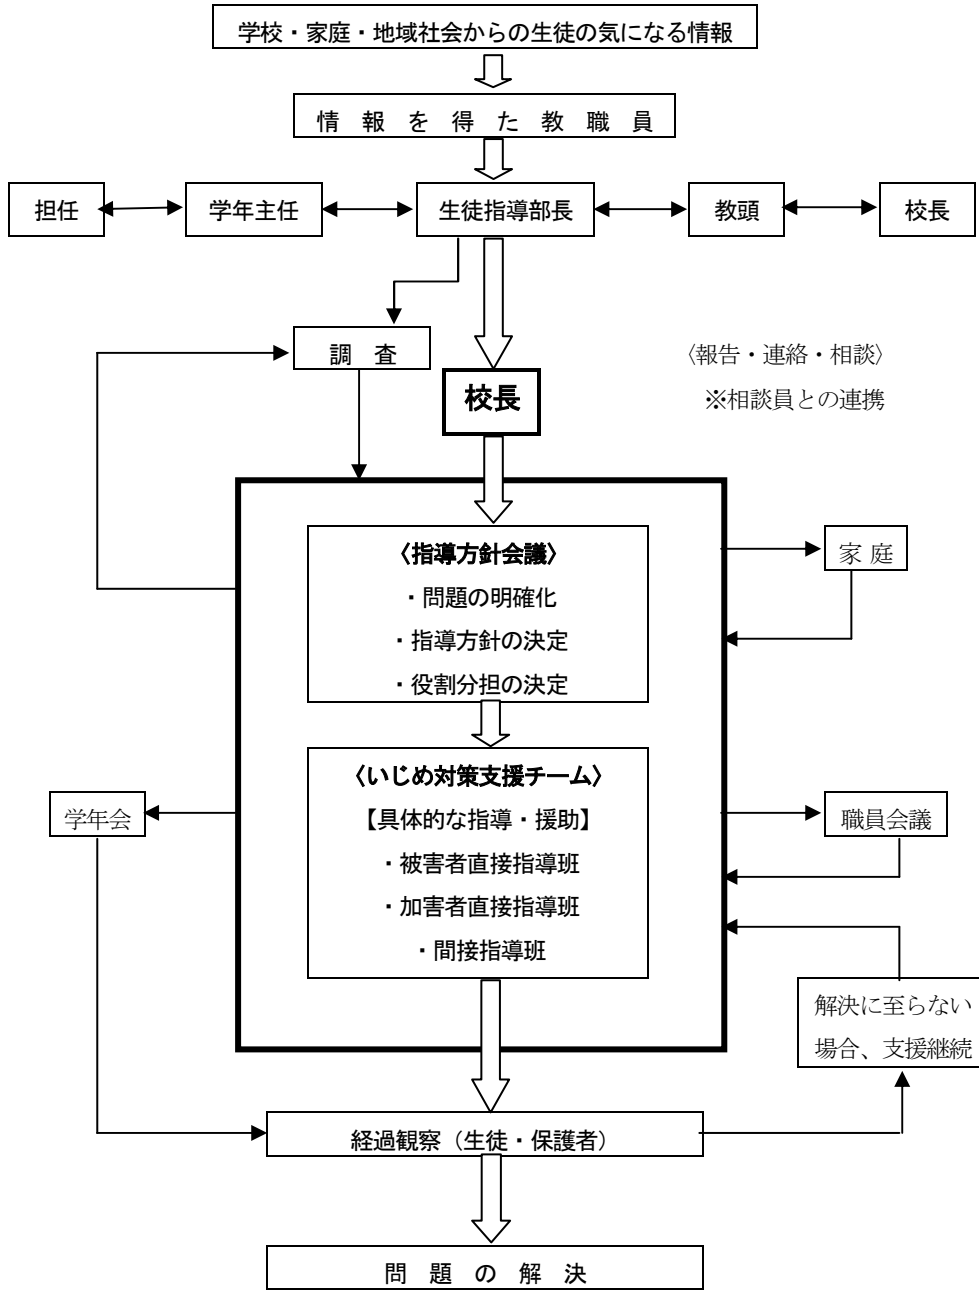 学校・家庭・地域社会からの生徒の気になる情報
情報を得た教職員
担任
学年主任
生徒指導部長
教頭
校長
調査
〈報告・連絡・相談〉
校長
※相談員との連携
〈指導方針会議〉
・問題の明確化
・指導方針の決定
・役割分担の決定
家庭
〈いじめ対策支援チーム〉
【具体的な指導・援助】
・被害者直接指導班
・加害者直接指導班
・間接指導班
学年会
職員会議
解決に至らない
場合、支援継続
経過観察（生徒・保護者）
問題の解決